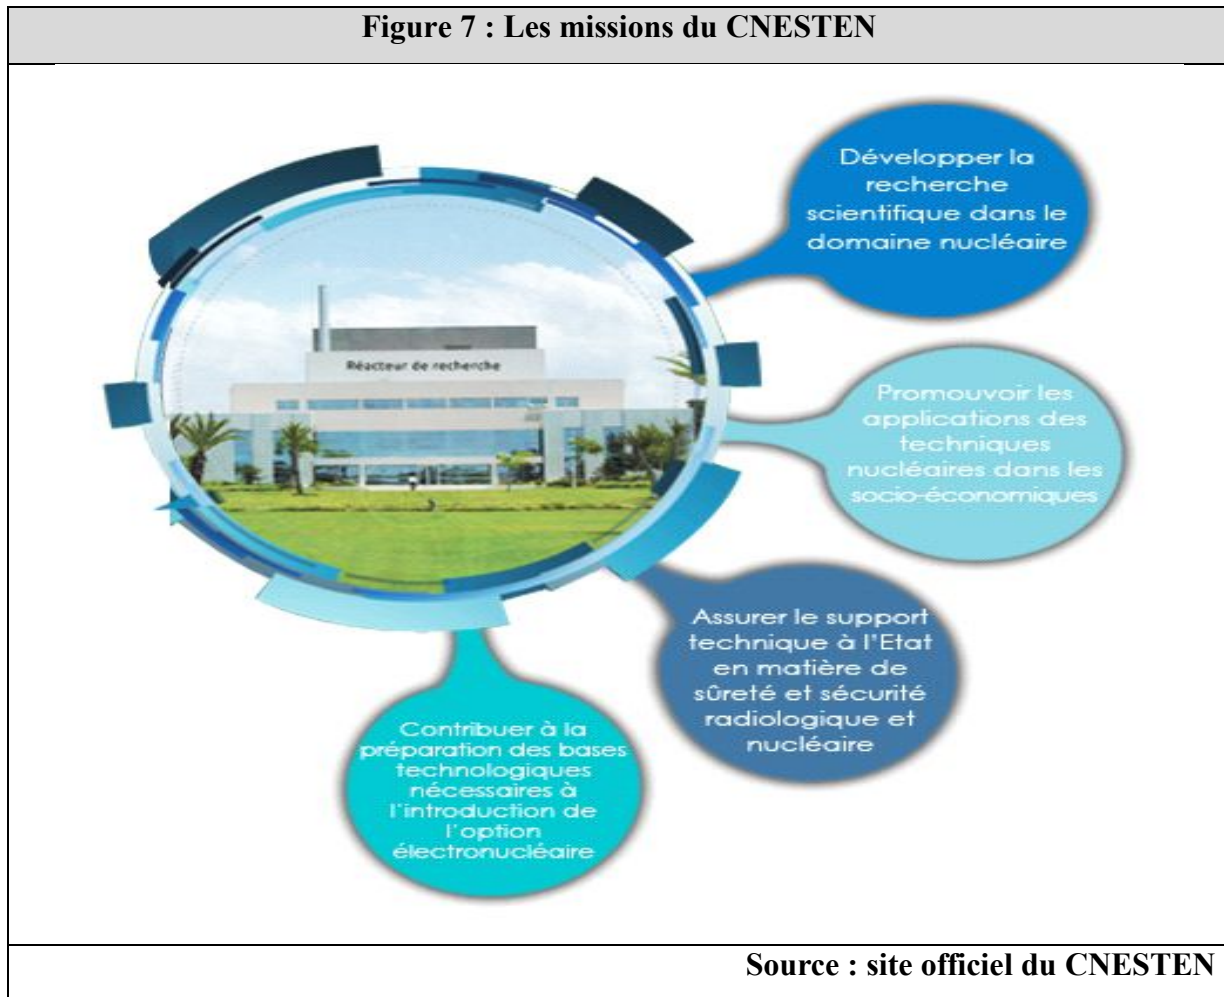 Figure 7 : Les missions du CNESTEN
Développer la
recherche
scientifique dans le
domaine nucléaire
Réacteur de recherche
Promouvoir les
applications des
techniques
nucléaires dans les
socio-économiques
Assurer le support
technique à l'Etat
en matière de
sûreté et sécurité
radiologique et
nucléaire
Contribuer à la
préparation des bases
technologiques
nécessaires à
l'introduction de
l'option
électronucléaire
Source : site officiel du CNESTEN